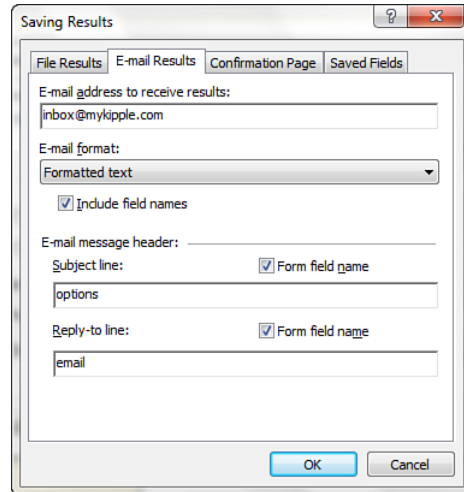 Saving Results
File Results E-mail Results Confirmation Page Saved Fields
E-mail address to receive results:
inbox@mykipple.com
E-mail format:
Formatted text
Include field names
E-mail message header:
Subject line: Form field name
options
Reply-to line: Form field name
email
OK Cancel